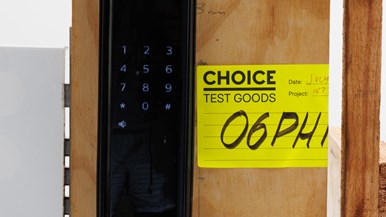 1 2 3
4 5 6
7 8 9
* 0 #
CHOICE
TEST GOODS
Date:
Project:
06PH